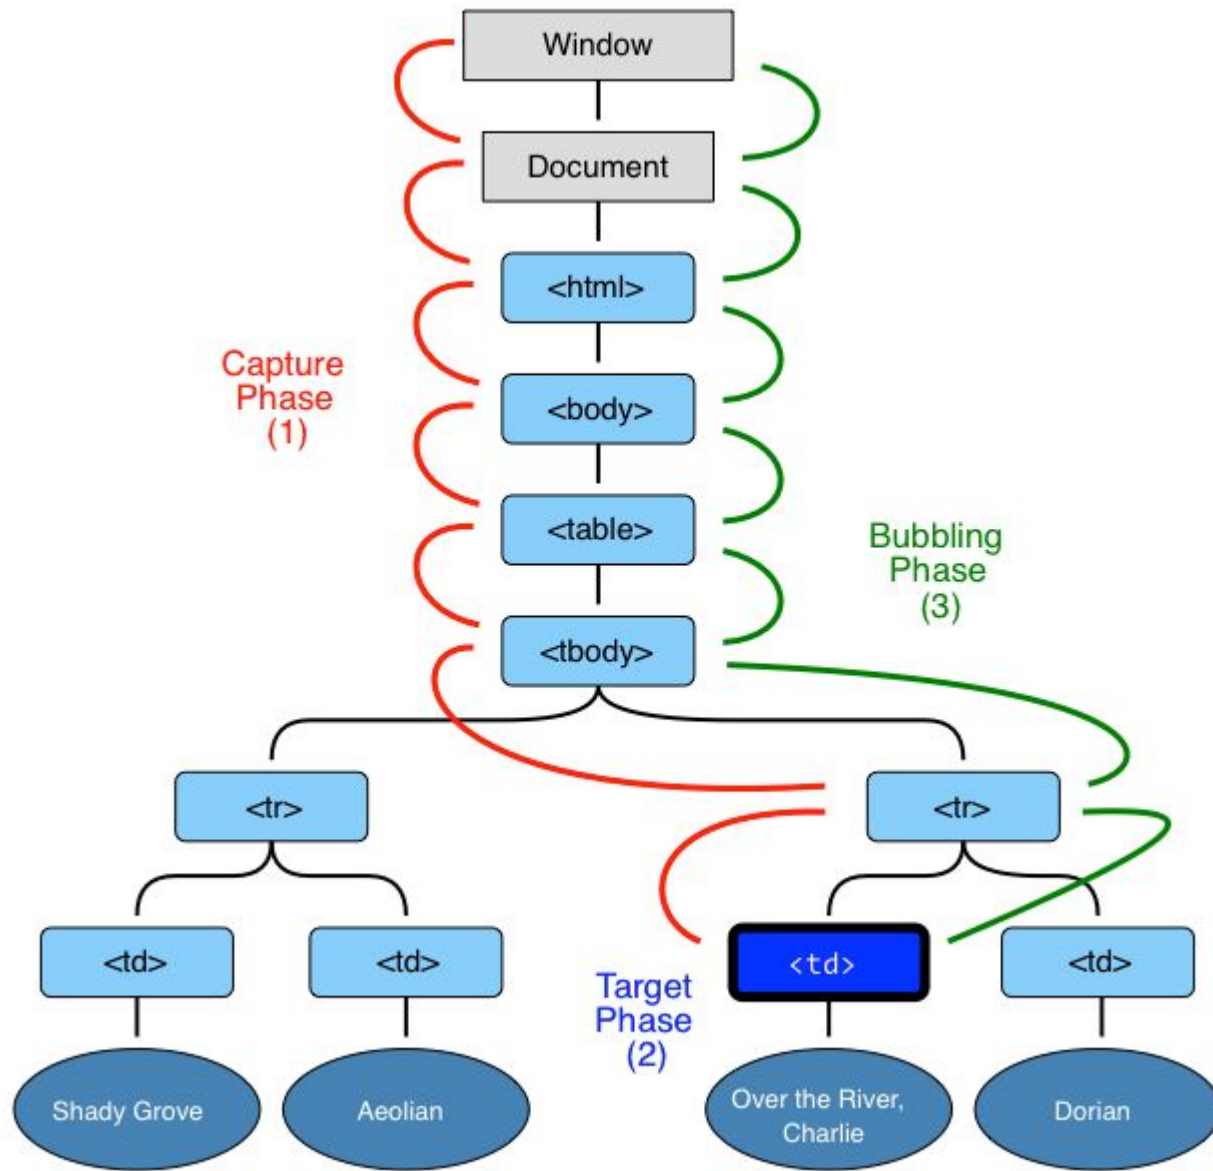 Window
Document
<html>
Capture
Phase
(1)
<body>
<table>
Bubbling
Phase
(3)
<tbody>
<tr>
<tr>
<td>
<td>
<td>
<td>
Target
Phase
(2)
Shady Grove
Aeolian
Over the River,
Charlie
Dorian